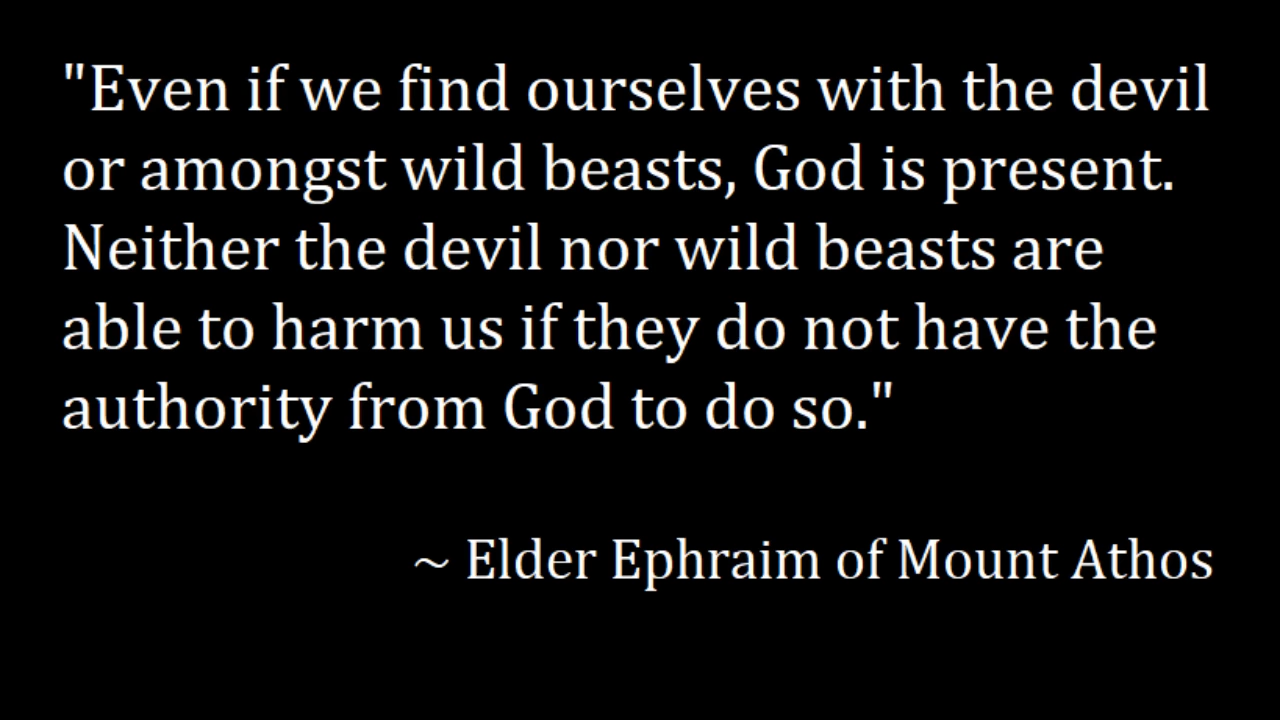 "Even if we find ourselves with the devil
or amongst wild beasts, God is present.
Neither the devil nor wild beasts are
able to harm us if they do not have the
authority from God to do so."
~ Elder Ephraim of Mount Athos